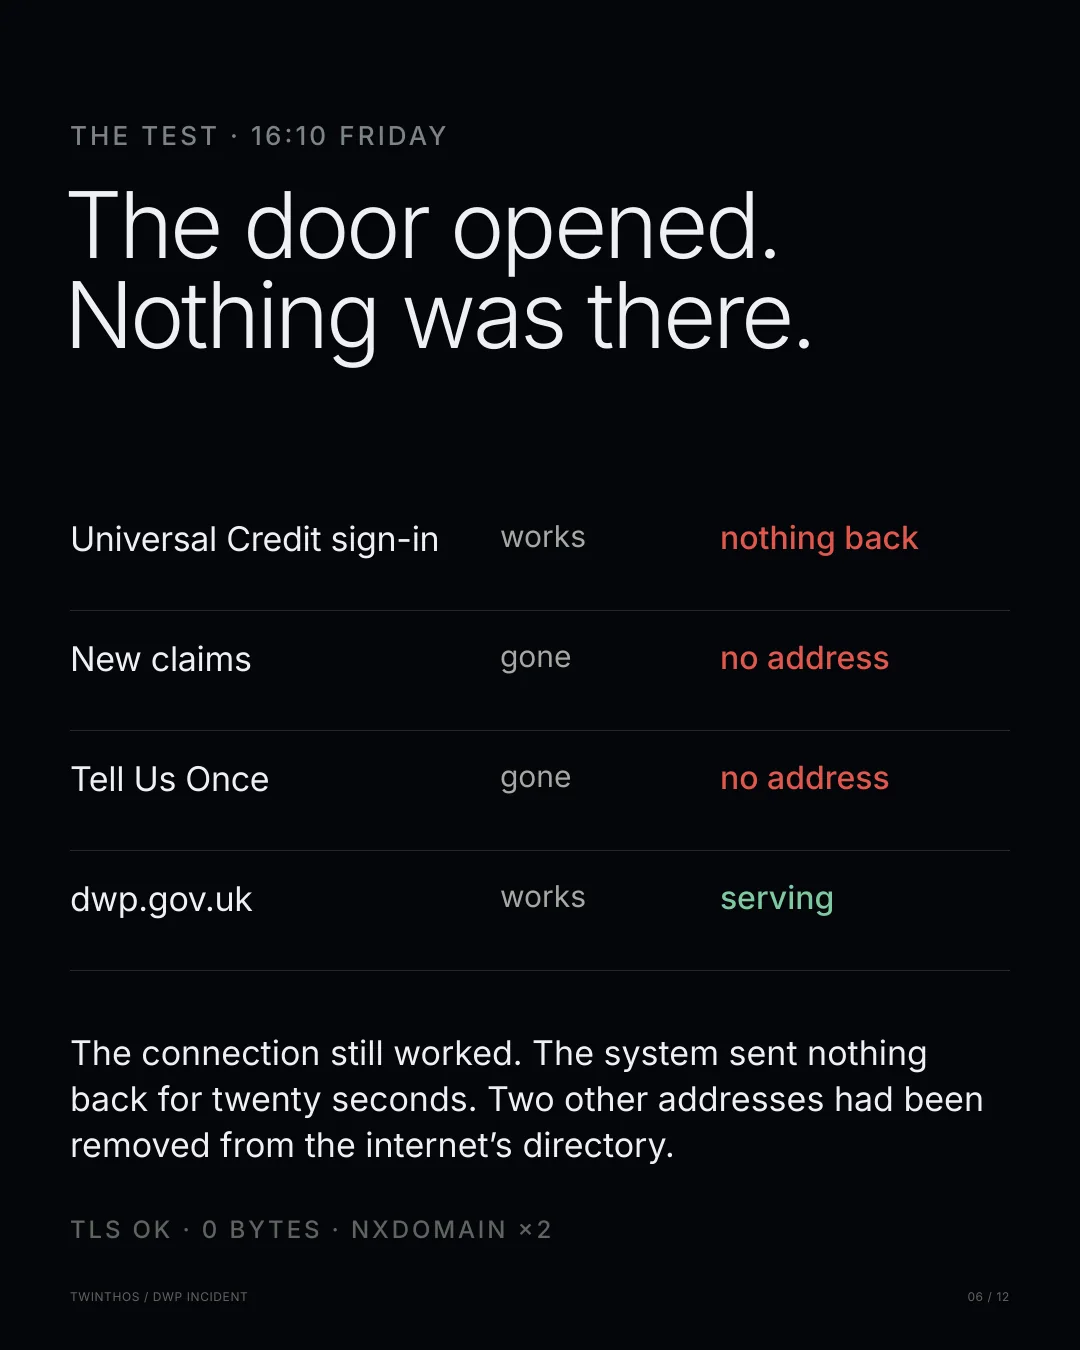 THE TEST · 16:10 FRIDAY
The door opened.
Nothing was there.
Universal Credit sign-in works nothing back
New claims gone no address
Tell Us Once gone no address
dwp.gov.uk works serving
The connection still worked. The system sent nothing
back for twenty seconds. Two other addresses had been
removed from the internet’s directory.
TLS OK · 0 BYTES · NXDOMAIN ×2
TWINTHOS / DWP INCIDENT 06 / 12